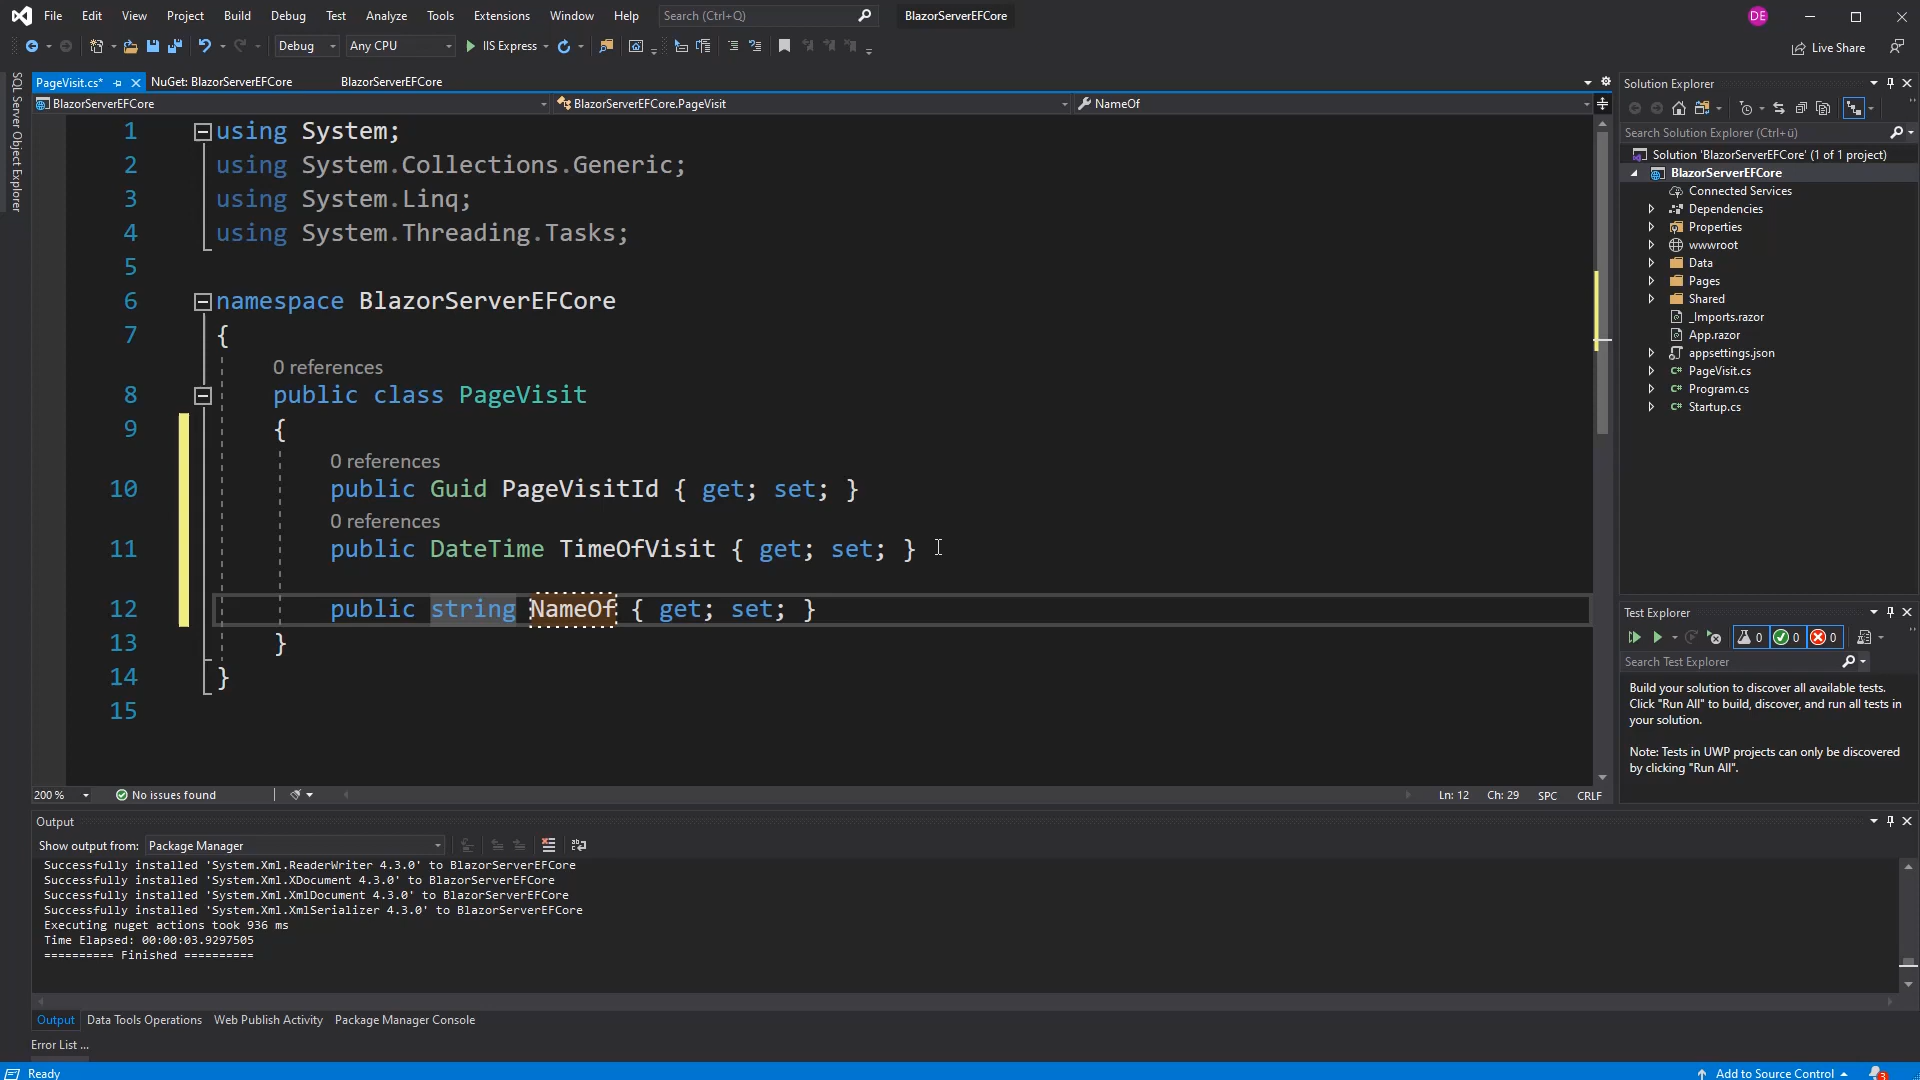 File Edit View Project Build Debug Test Analyze Tools Extensions Window Help Search (Ctrl+Q) BlazorServerEFCore DE
Debug Any CPU IIS Express Live Share
SQL Server Object Explorer
PageVisit.cs* NuGet: BlazorServerEFCore BlazorServerEFCore
BlazorServerEFCore BlazorServerEFCore.PageVisit NameOf
1 using System;
2 using System.Collections.Generic;
3 using System.Linq;
4 using System.Threading.Tasks;
5
6 namespace BlazorServerEFCore
7 {
0 references
8 public class PageVisit
9 {
0 references
10 public Guid PageVisitId { get; set; }
0 references
11 public DateTime TimeOfVisit { get; set; }
12 public string NameOf { get; set; }
13 }
14 }
15
200 % No issues found Ln: 12 Ch: 29 SPC CRLF
Solution Explorer
Search Solution Explorer (Ctrl+ü)
Solution 'BlazorServerEFCore' (1 of 1 project)
BlazorServerEFCore
Connected Services
Dependencies
Properties
wwwroot
Data
Pages
Shared
_Imports.razor
App.razor
appsettings.json
C# PageVisit.cs
C# Program.cs
C# Startup.cs
Test Explorer
0 0 0
Search Test Explorer
Build your solution to discover all available tests.
Click "Run All" to build, discover, and run all tests in
your solution.
Note: Tests in UWP projects can only be discovered
by clicking "Run All".
Output
Show output from: Package Manager
Successfully installed 'System.Xml.ReaderWriter 4.3.0' to BlazorServerEFCore
Successfully installed 'System.Xml.XDocument 4.3.0' to BlazorServerEFCore
Successfully installed 'System.Xml.XmlDocument 4.3.0' to BlazorServerEFCore
Successfully installed 'System.Xml.XmlSerializer 4.3.0' to BlazorServerEFCore
Executing nuget actions took 936 ms
Time Elapsed: 00:00:03.9297505
========== Finished ==========
Output Data Tools Operations Web Publish Activity Package Manager Console
Error List ...
Ready Add to Source Control 3